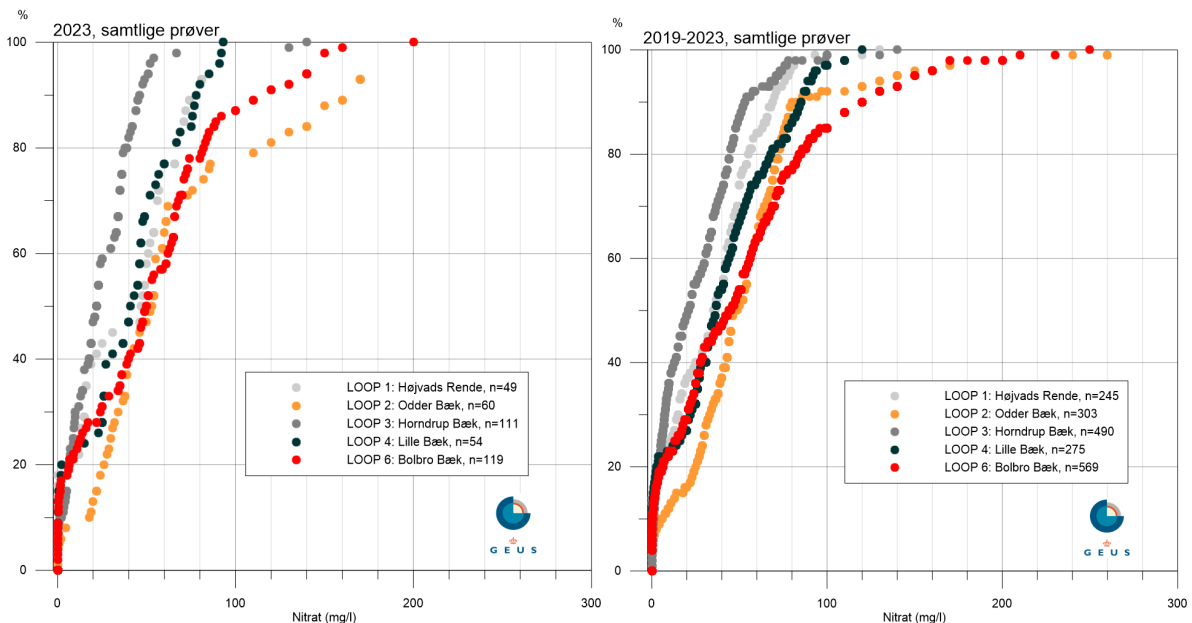 %
2023, samtlige prøver
100
80
60
40
20
0
0
100
200
300
Nitrat (mg/l)
LOOP 1: Højvads Rende, n=49
LOOP 2: Odder Bæk, n=60
LOOP 3: Horndrup Bæk, n=111
LOOP 4: Lille Bæk, n=54
LOOP 6: Bolbro Bæk, n=119
G E U S
%
2019-2023, samtlige prøver
100
80
60
40
20
0
0
100
200
300
Nitrat (mg/l)
LOOP 1: Højvads Rende, n=245
LOOP 2: Odder Bæk, n=303
LOOP 3: Horndrup Bæk, n=490
LOOP 4: Lille Bæk, n=275
LOOP 6: Bolbro Bæk, n=569
G E U S